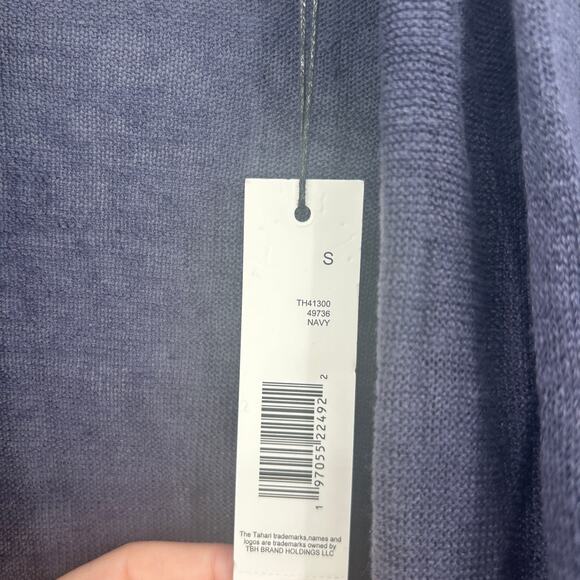 S
TH41300
49736
NAVY
1 97055 22492 2
The Tahari trademarks,names and
logos are trademarks owned by
TBH BRAND HOLDINGS LLC